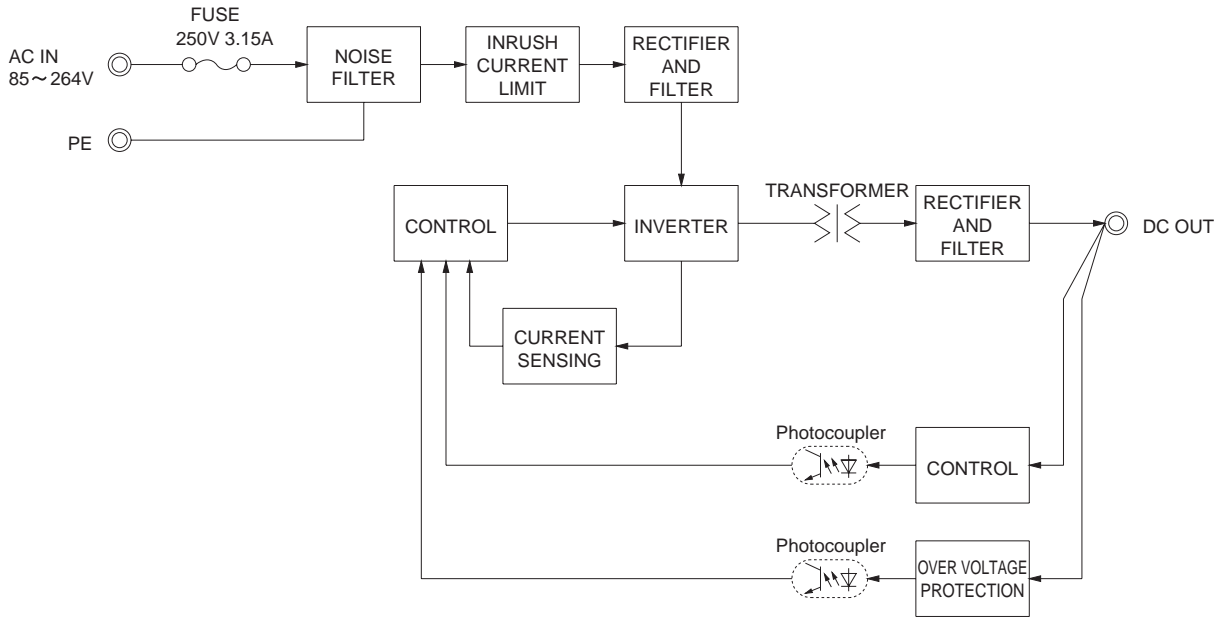 FUSE
250V 3.15A
AC IN
85～264V
NOISE
FILTER
INRUSH
CURRENT
LIMIT
RECTIFIER
AND
FILTER
PE
CONTROL
INVERTER
TRANSFORMER
RECTIFIER
AND
FILTER
DC OUT
CURRENT
SENSING
Photocoupler
CONTROL
Photocoupler
OVER VOLTAGE
PROTECTION